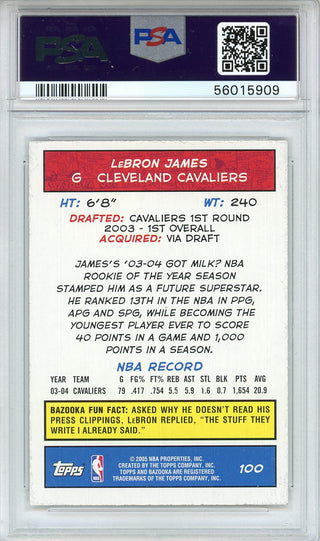 PSA
PSA
56015909
LeBRON JAMES
G CLEVELAND CAVALIERS
HT: 6'8" WT: 240
DRAFTED: CAVALIERS 1ST ROUND
2003 - 1ST OVERALL
ACQUIRED: VIA DRAFT
JAMES'S '03-04 GOT MILK? NBA
ROOKIE OF THE YEAR SEASON
STAMPED HIM AS A FUTURE SUPERSTAR.
HE RANKED 13TH IN THE NBA IN PPG,
APG AND SPG, WHILE BECOMING THE
YOUNGEST PLAYER EVER TO SCORE
40 POINTS IN A GAME AND 1,000
POINTS IN A SEASON.
NBA RECORD
YEAR TEAM G FG% FT% REB AST STL BLK PTS AVG
03-04 CAVALIERS 79 .417 .754 5.5 5.9 1.6 0.7 1,654 20.9
BAZOOKA FUN FACT: ASKED WHY HE DOESN'T READ HIS
PRESS CLIPPINGS, LeBRON REPLIED, "THE STUFF THEY
WRITE I ALREADY SAID."
Topps NBA
© 2005 NBA PROPERTIES, INC.
CREATED BY THE TOPPS COMPANY, INC.
TOPPS AND BAZOOKA ARE REGISTERED
TRADEMARKS OF THE TOPPS COMPANY, INC.
100